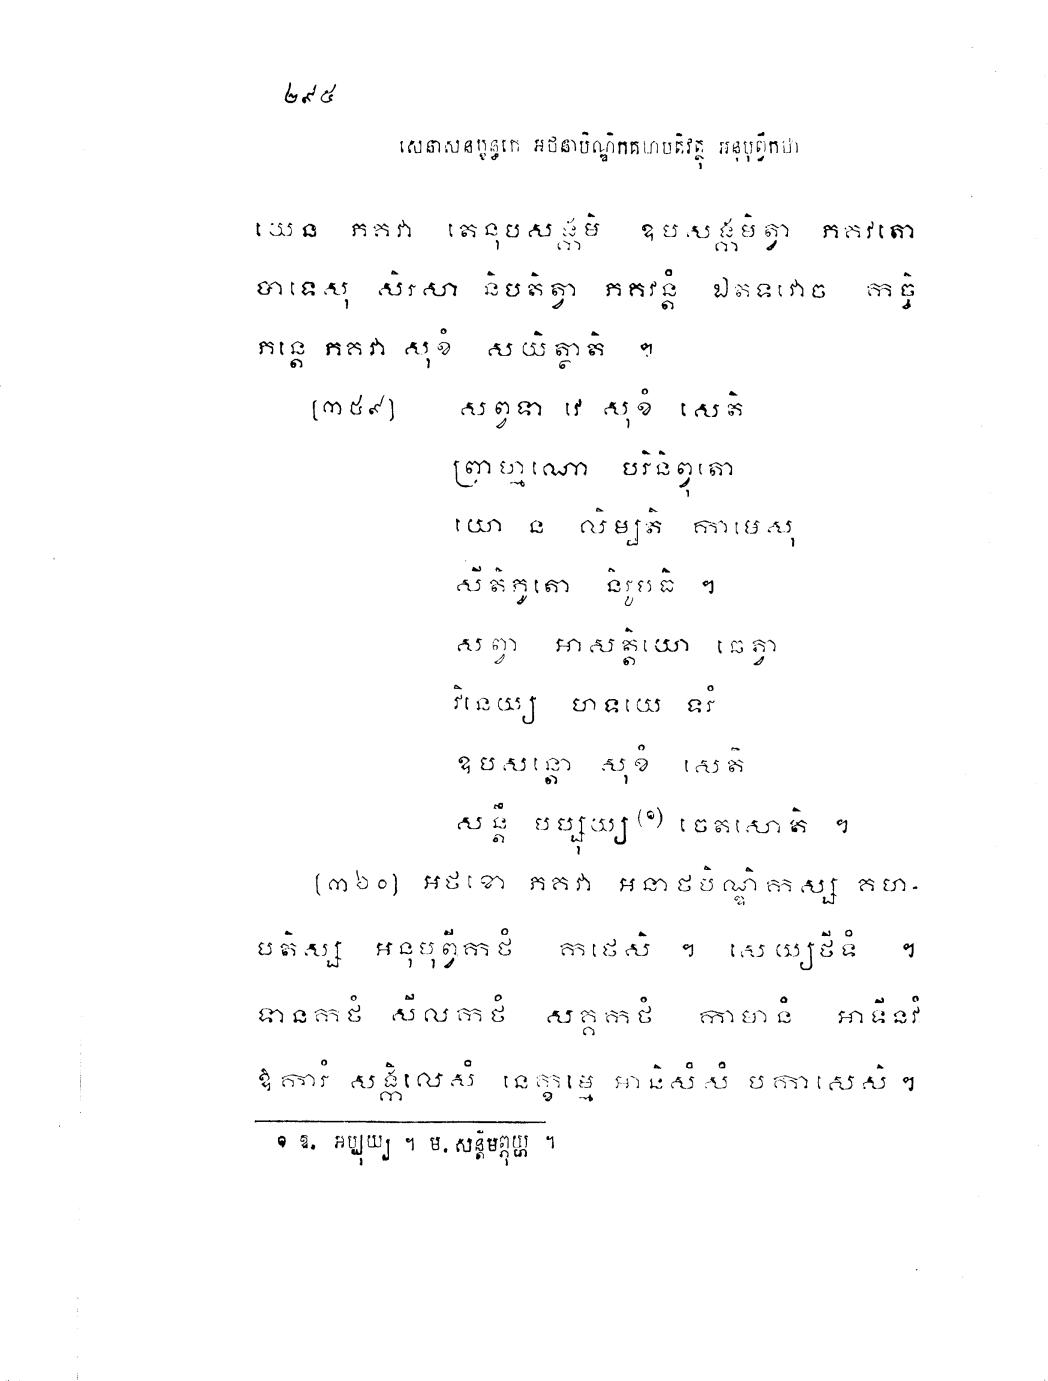 ២៩៥
សេនាសនក្ខន្ធកេ អនាថបិណ្ឌិកគហបតិវត្ថុ អនុបុព្វីកថា
យេន ភគវា តេនុបសង្កមិ ឧបសង្កមិត្វា ភគវតោ
បាទេសុ សិរសា និបតិត្វា ភគវន្តំ ឯតទវោច កច្ចិ
ភន្តេ ភគវា សុខំ សយិត្ថាតិ ។
[៣៥៩] សព្វទា វេ សុខំ សេតិ
ព្រាហ្មណោ បរិនិព្វុតោ
យោ ន លិម្បតិ កាមេសុ
សីតិភូតោ និរូបធិ ។
សព្វា អាសត្តិយោ ឆេត្វា
វិនេយ្យ ហទយេ ទរំ
ឧបសន្តោ សុខំ សេតិ
សន្តឹ បប្បុយ្យ(១) ចេតសោតិ ។
[៣៦០] អថខោ ភគវា អនាថបិណ្ឌិកស្ស គហ-
បតិស្ស អនុបុព្វីកថំ កថេសិ ។ សេយ្យថីទំ ។
ទានកថំ សីលកថំ សគ្គកថំ កាមានំ អាទីនវំ
ឱការំ សង្កិលេសំ នេក្ខម្មេ អានិសំសំ បកាសេសិ ។
១ ឱ. អប្បុយ្យ ។ ម. សន្តឹមប្បុយ្ហ ។